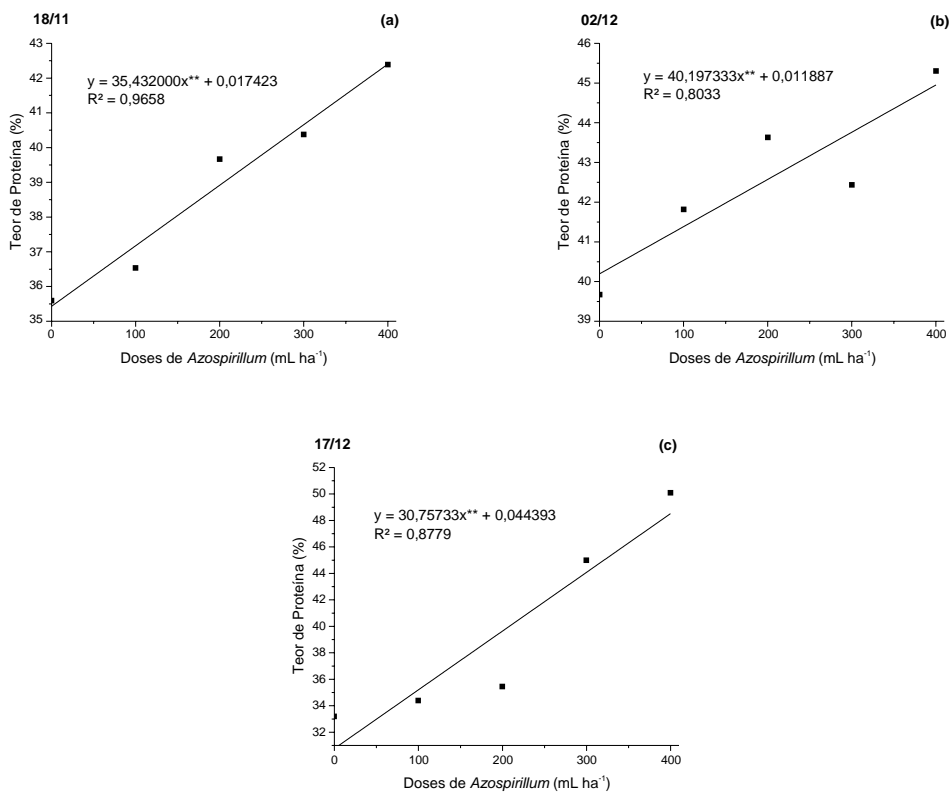 18/11 (a)
43
42
41
40
39
38
37
36
35
y = 35,432000x** + 0,017423
R² = 0,9658
Teor de Proteína (%)
0 100 200 300 400
Doses de Azospirillum (mL ha⁻¹)
02/12 (b)
46
45
44
43
42
41
40
39
y = 40,197333x** + 0,011887
R² = 0,8033
Teor de Proteína (%)
0 100 200 300 400
Doses de Azospirillum (mL ha⁻¹)
17/12 (c)
52
50
48
46
44
42
40
38
36
34
32
y = 30,75733x** + 0,044393
R² = 0,8779
Teor de Proteína (%)
0 100 200 300 400
Doses de Azospirillum (mL ha⁻¹)